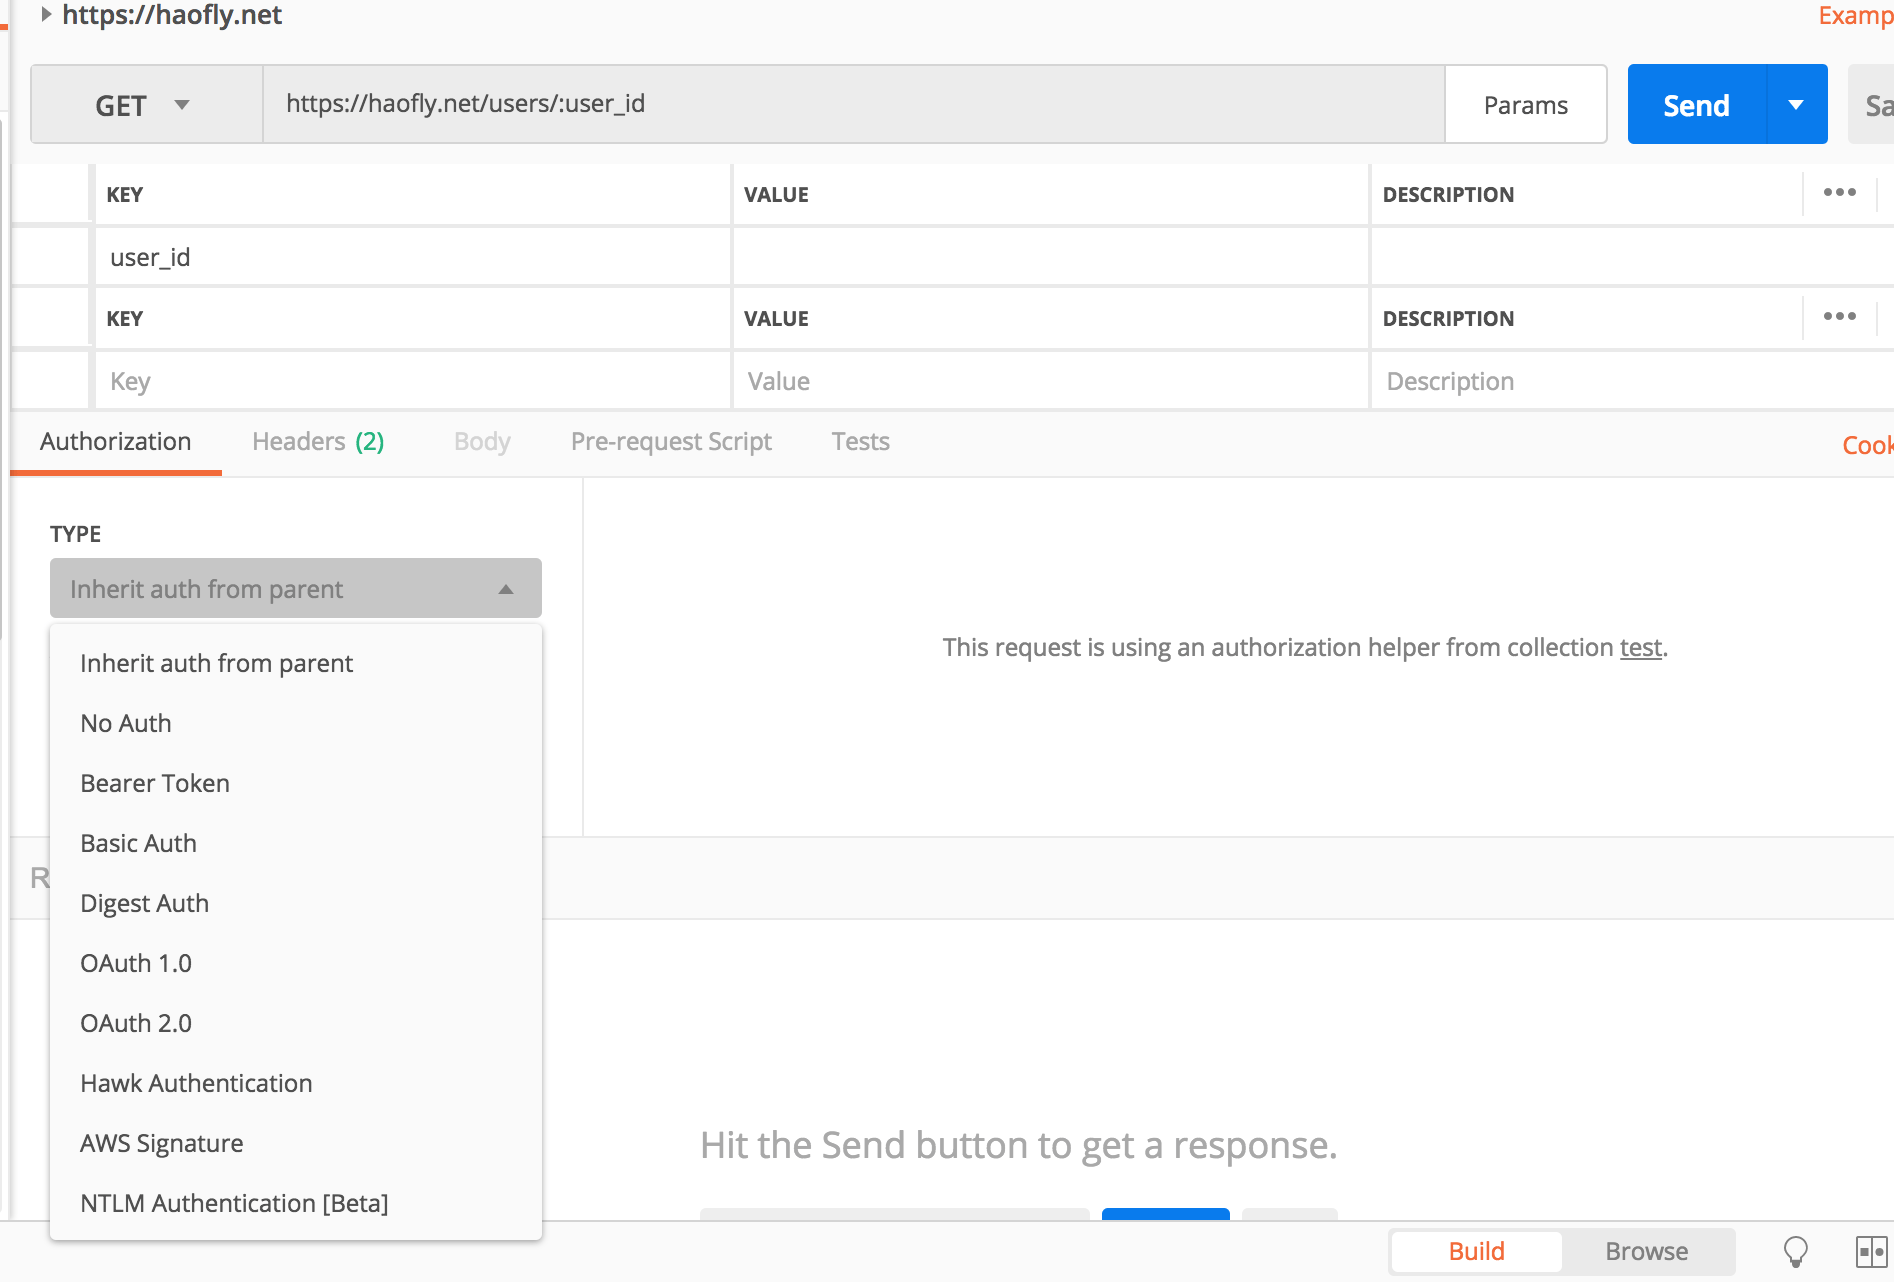 https://haofly.net
GET
https://haofly.net/users/:user_id
Params
Send
KEY VALUE DESCRIPTION
user_id
KEY VALUE DESCRIPTION
Key Value Description
Authorization Headers (2) Body Pre-request Script Tests
TYPE
Inherit auth from parent
This request is using an authorization helper from collection test.
Inherit auth from parent
No Auth
Bearer Token
Basic Auth
Digest Auth
OAuth 1.0
OAuth 2.0
Hawk Authentication
AWS Signature
NTLM Authentication [Beta]
Hit the Send button to get a response.
Build Browse